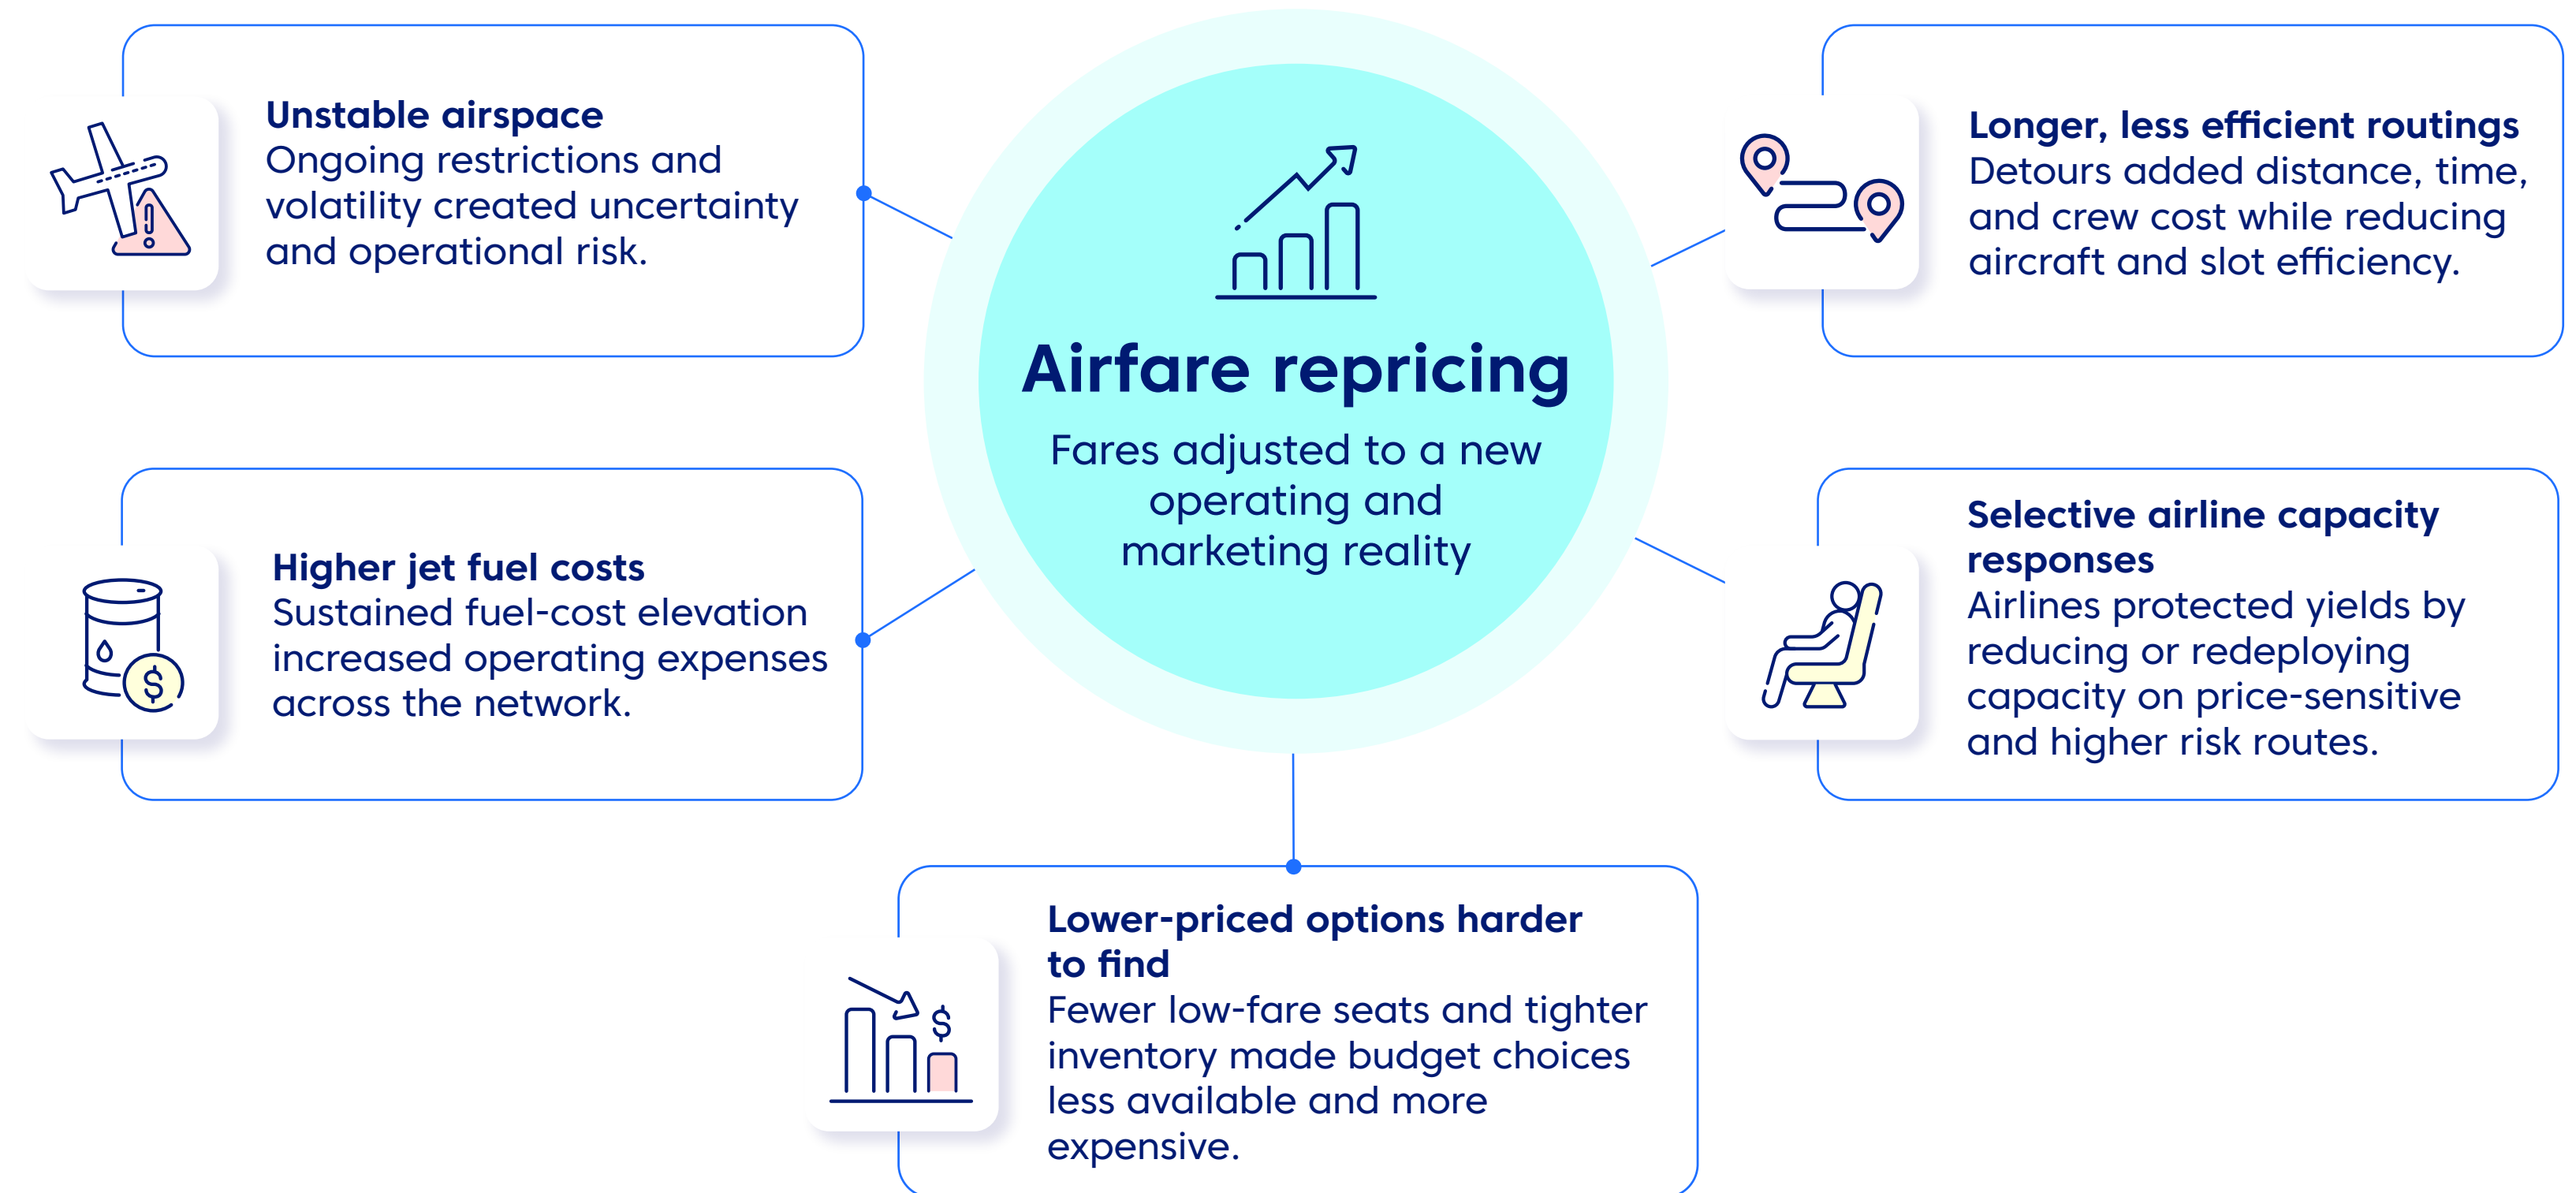 Unstable airspace
Ongoing restrictions and
volatility created uncertainty
and operational risk.
Higher jet fuel costs
Sustained fuel-cost elevation
increased operating expenses
across the network.
Airfare repricing
Fares adjusted to a new
operating and
marketing reality
Longer, less efficient routings
Detours added distance, time,
and crew cost while reducing
aircraft and slot efficiency.
Selective airline capacity
responses
Airlines protected yields by
reducing or redeploying
capacity on price-sensitive
and higher risk routes.
Lower-priced options harder
to find
Fewer low-fare seats and tighter
inventory made budget choices
less available and more
expensive.